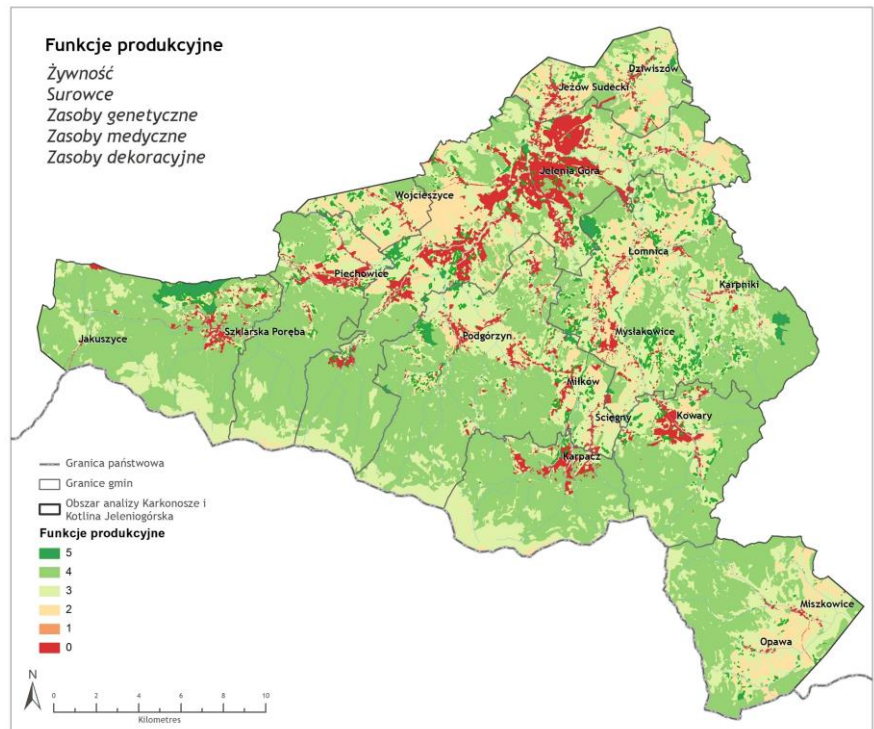 Funkcje produkcyjne
Żywność
Surowce
Zasoby genetyczne
Zasoby medyczne
Zasoby dekoracyjne
Dziwiszów
Jeżów Sudecki
Jelenia Góra
Wojcieszyce
Łomnica
Piechowice
Karpniki
Szklarska Poręba
Mysłakowice
Jakuszyce
Podgórzyn
Miłków
Ściegny
Kowary
Karpacz
Miszkowice
Opawa
Granica państwowa
Granice gmin
Obszar analizy Karkonosze i
Kotlina Jeleniogórska
Funkcje produkcyjne
5
4
3
2
1
0
N
0 2 4 6 8 10
Kilometres